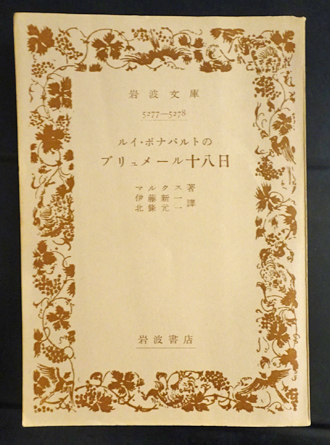 岩波文庫
5277—5278
ルイ・ボナパルトの
ブリュメール十八日
マルクス著
伊藤新一
北條元一 譯
岩波書店